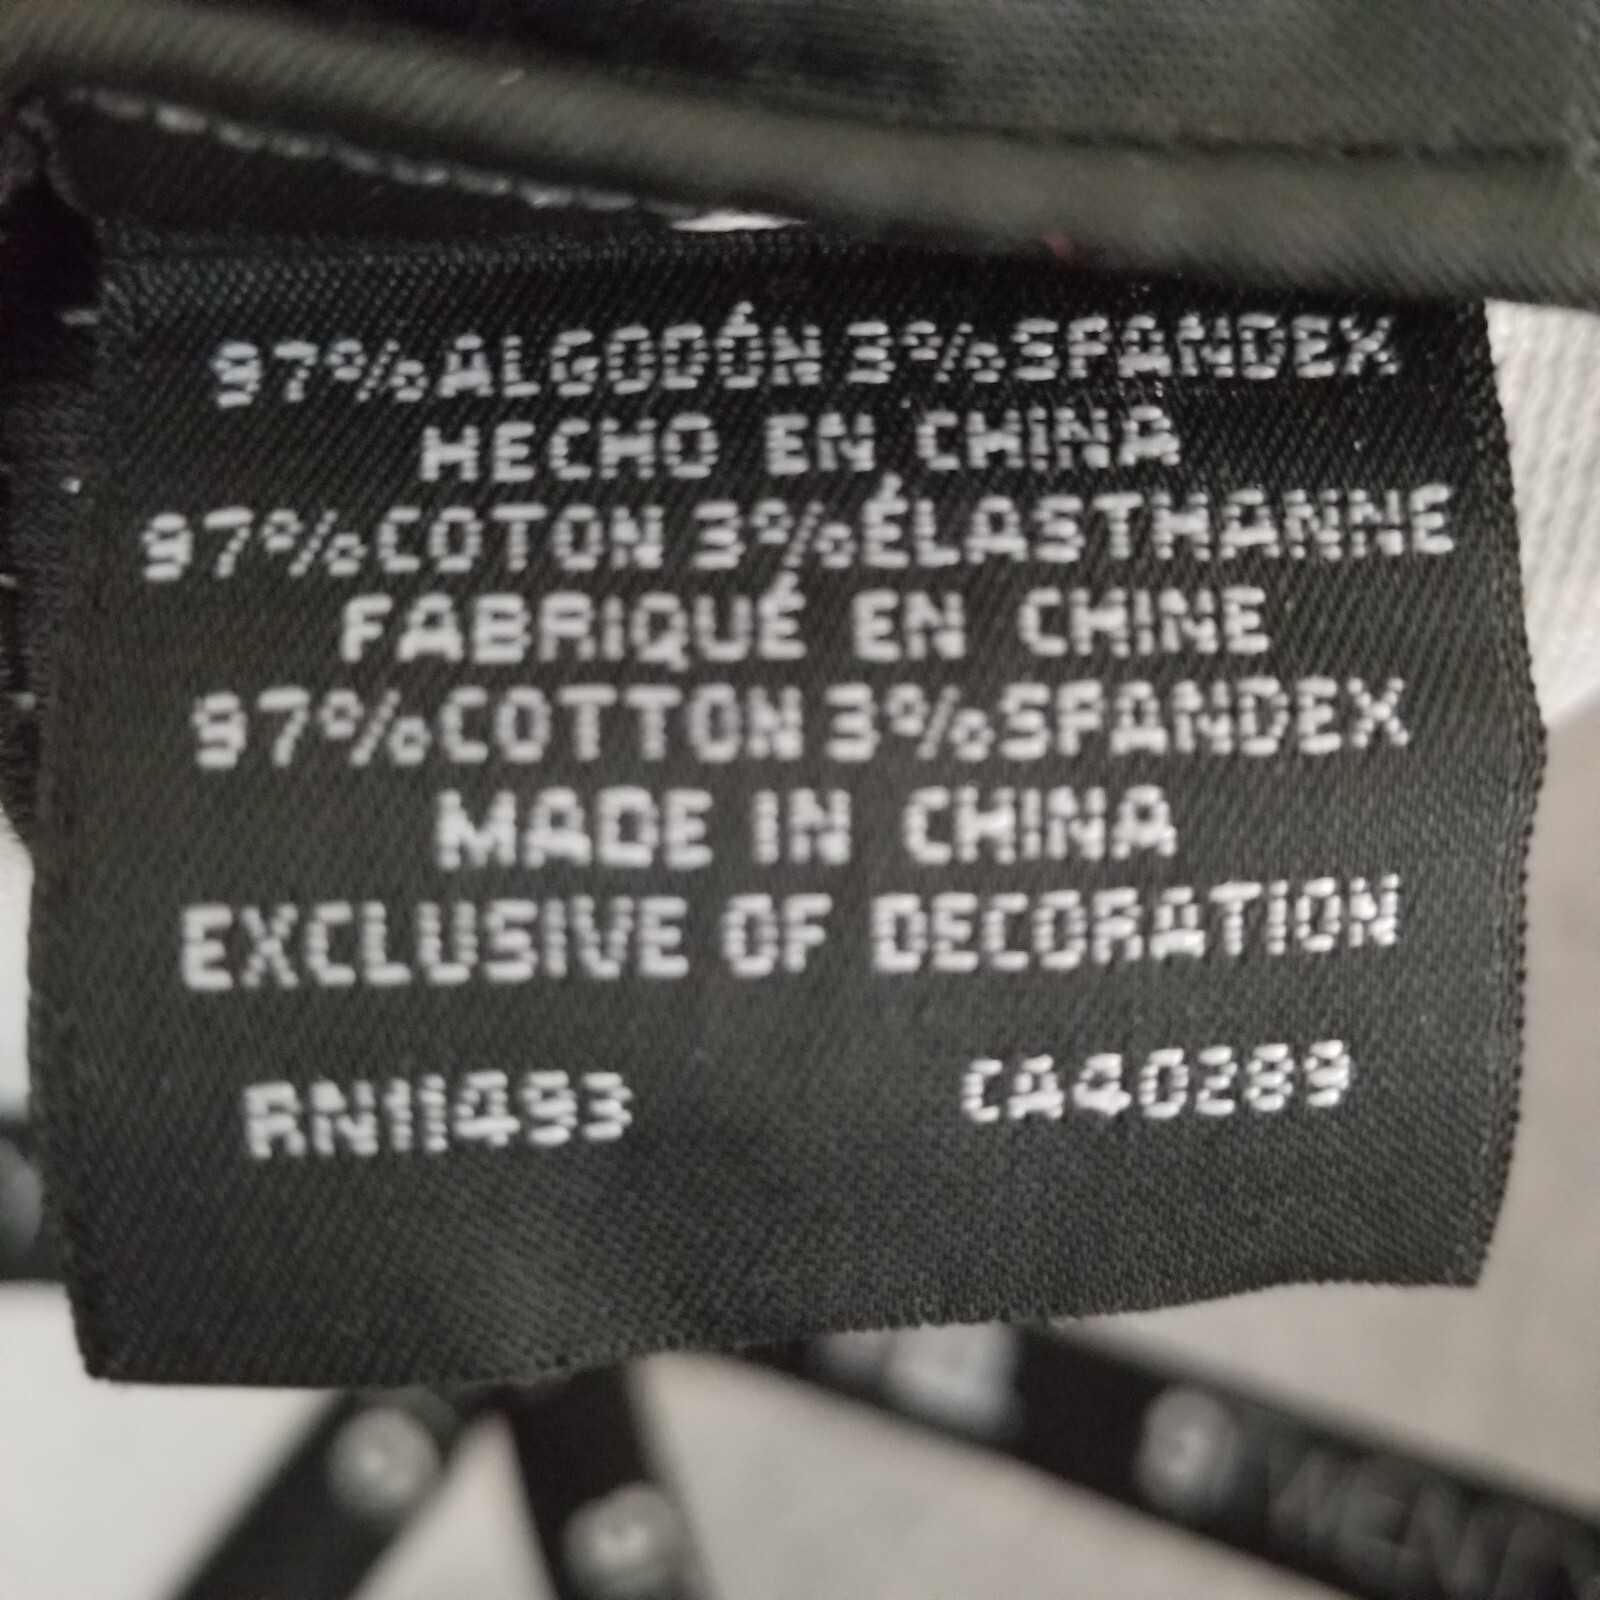 97%ALGODÓN 3%SPANDEX
HECHO EN CHINA
97%COTON 3%ÉLASTHANNE
FABRIQUÉ EN CHINE
97%COTTON 3%SPANDEX
MADE IN CHINA
EXCLUSIVE OF DECORATION
RN11493 CA40289